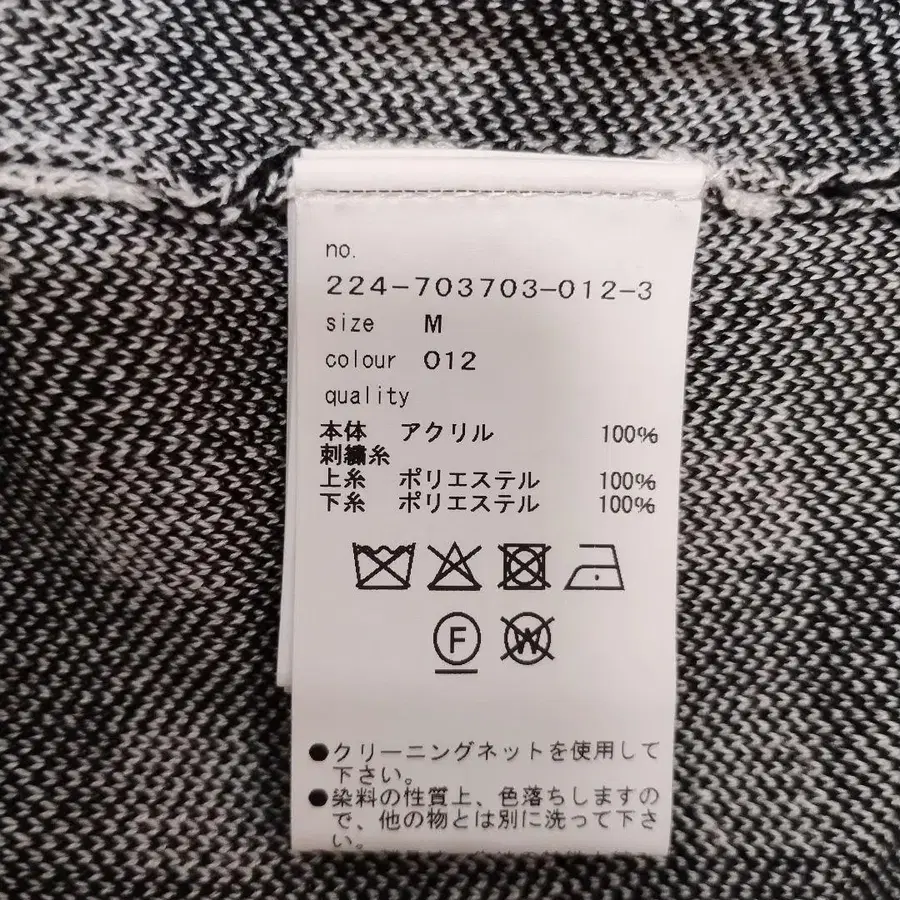 no.
224-703703-012-3
size M
colour 012
quality
本体 アクリル 100%
刺繍糸
上糸 ポリエステル 100%
下糸 ポリエステル 100%
F W
●クリーニングネットを使用して
下さい。
●染料の性質上、色落ちしますの
で、他の物とは別に洗って下さ
い。